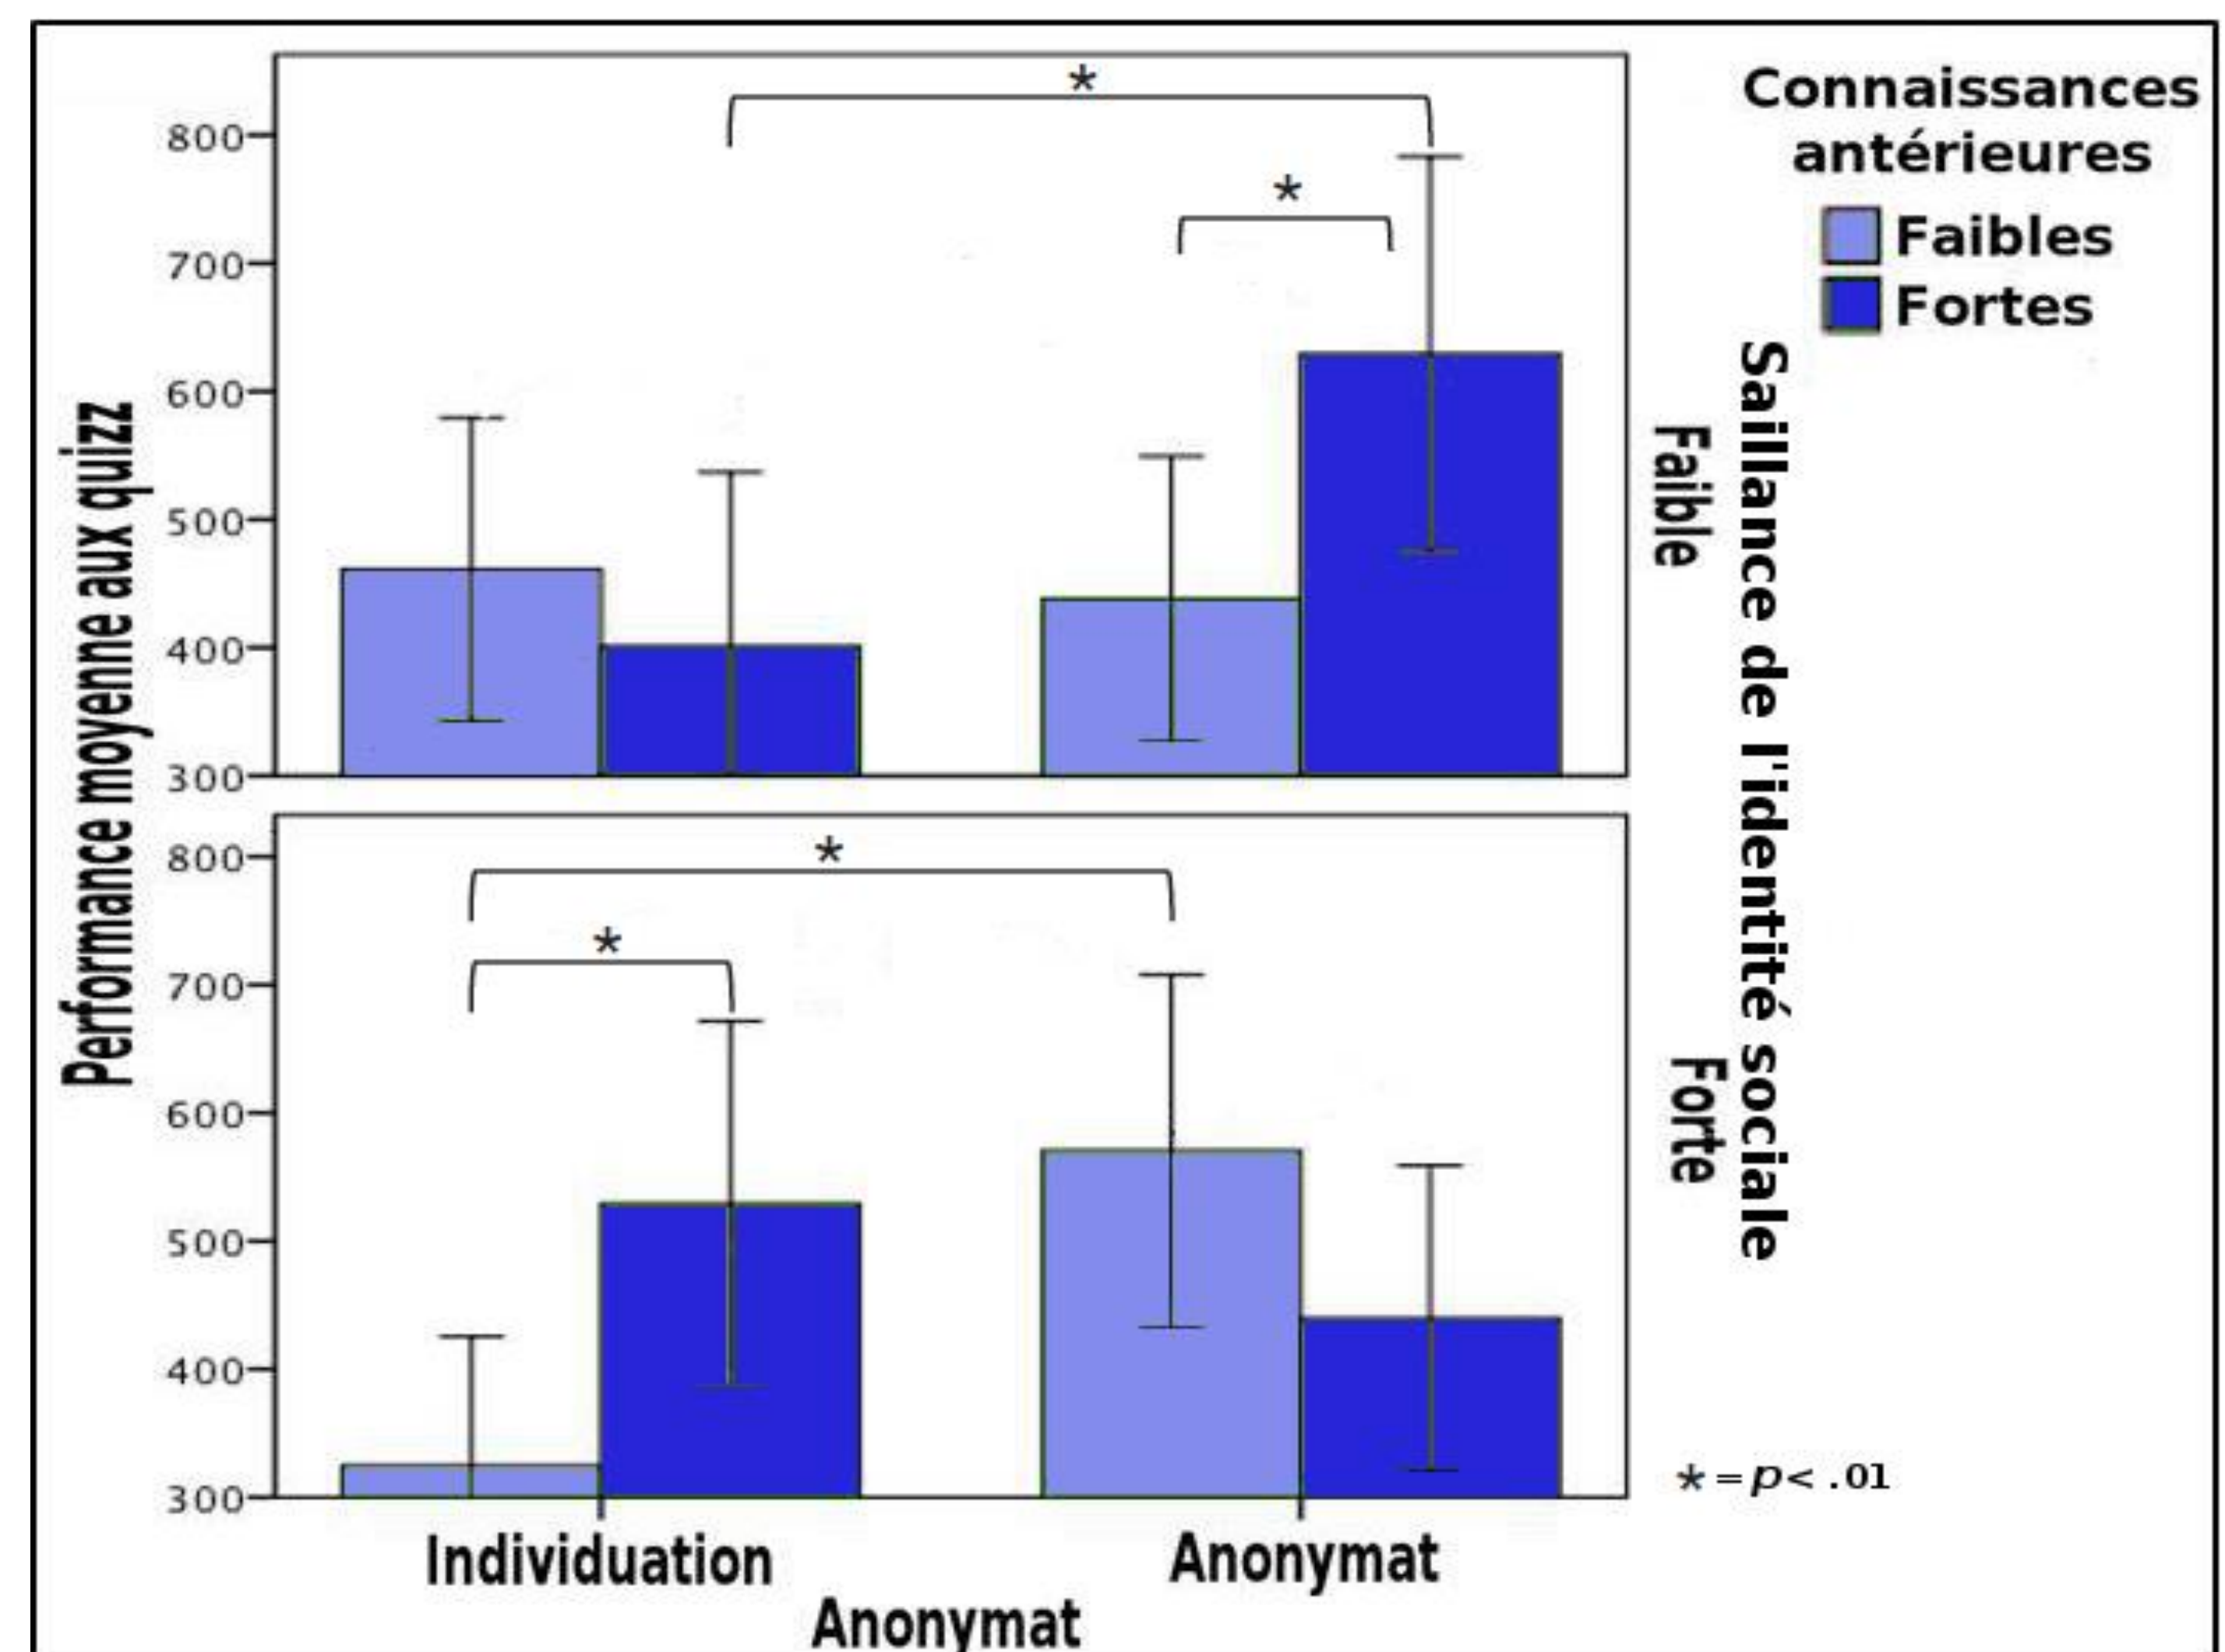 Connaissances
antérieures
Faibles
Fortes
Performance moyenne aux quizz
*
*
800
700
600
500
400
300
Faible
Saillance de l'identité sociale
*
*
800
700
600
500
400
300
Forte
* = p < .01
Individuation
Anonymat
Anonymat